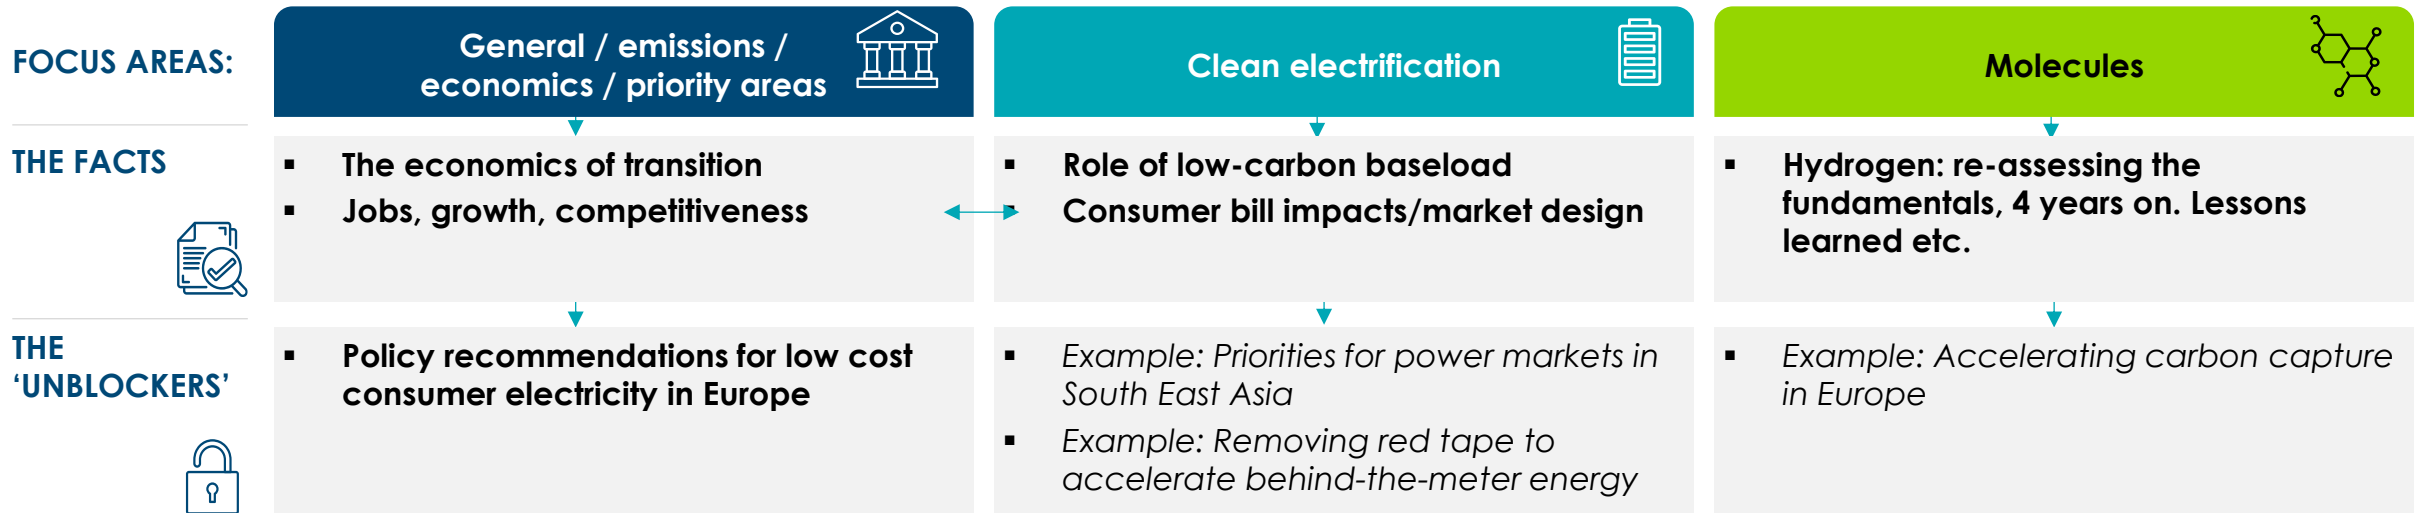 FOCUS AREAS:
General / emissions /
economics / priority areas
Clean electrification
Molecules
THE FACTS
▪ The economics of transition
▪ Jobs, growth, competitiveness
▪ Role of low-carbon baseload
▪ Consumer bill impacts/market design
▪ Hydrogen: re-assessing the
fundamentals, 4 years on. Lessons
learned etc.
THE
‘UNBLOCKERS’
▪ Policy recommendations for low cost
consumer electricity in Europe
▪ Example: Priorities for power markets in
South East Asia
▪ Example: Removing red tape to
accelerate behind-the-meter energy
▪ Example: Accelerating carbon capture
in Europe